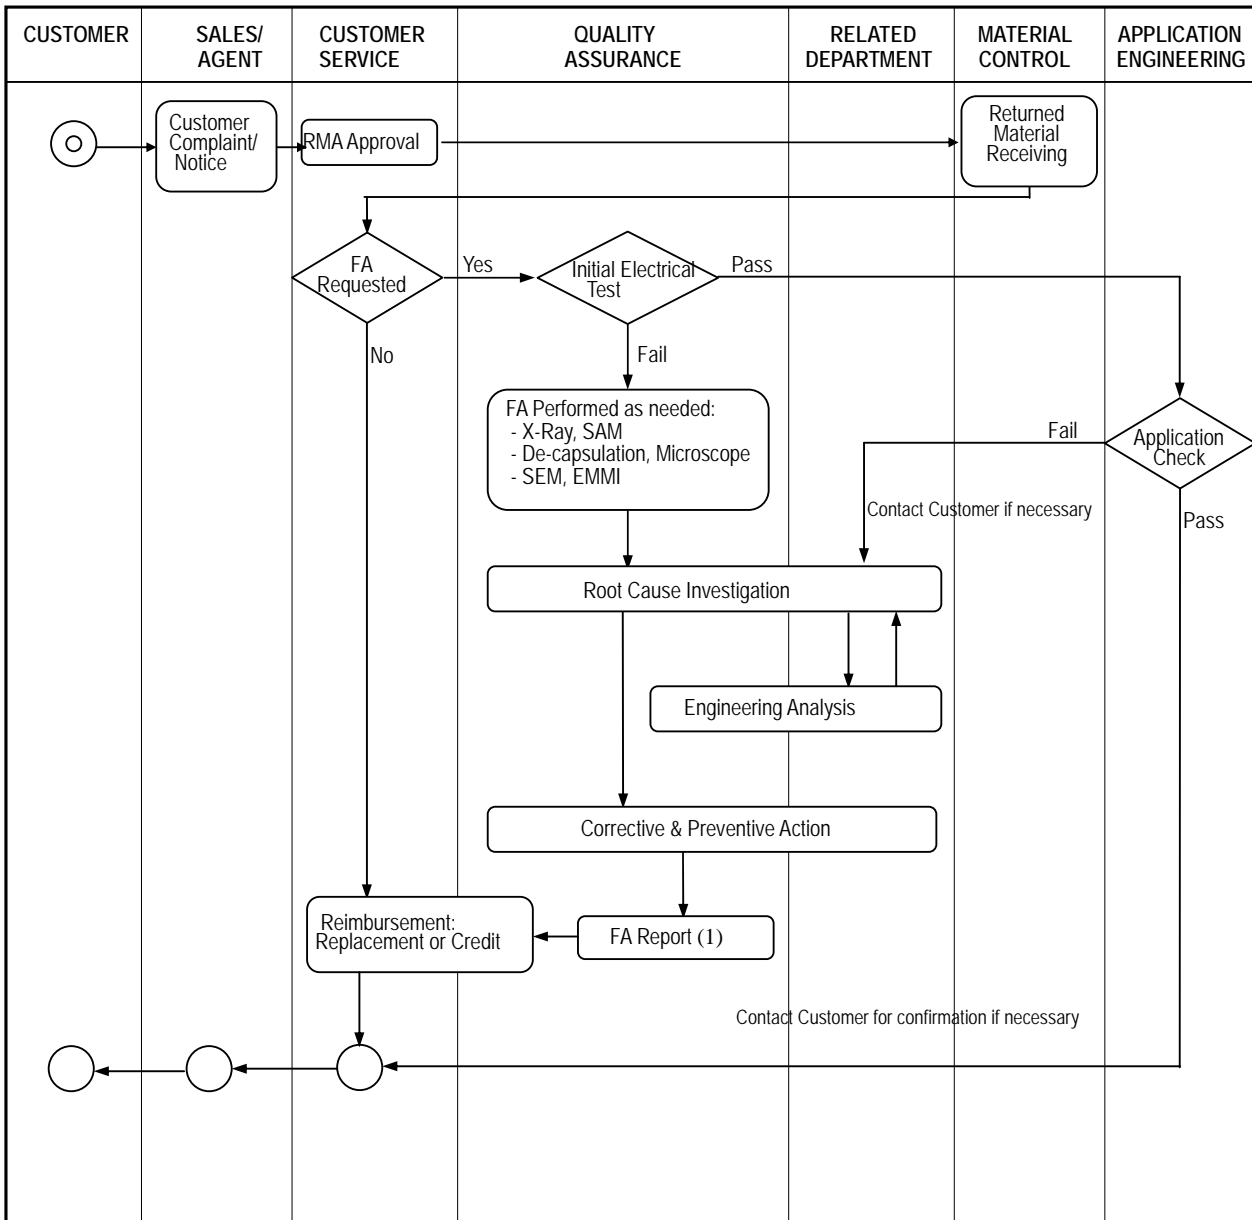 CUSTOMER
SALES/
AGENT
CUSTOMER
SERVICE
QUALITY
ASSURANCE
RELATED
DEPARTMENT
MATERIAL
CONTROL
APPLICATION
ENGINEERING
Customer
Complaint/
Notice
RMA Approval
Returned
Material
Receiving
FA
Requested
Yes
Initial Electrical
Test
Pass
No
Fail
FA Performed as needed:
- X-Ray, SAM
- De-capsulation, Microscope
- SEM, EMMI
Fail
Application
Check
Contact Customer if necessary
Pass
Root Cause Investigation
Engineering Analysis
Corrective & Preventive Action
Reimbursement:
Replacement or Credit
FA Report (1)
Contact Customer for confirmation if necessary